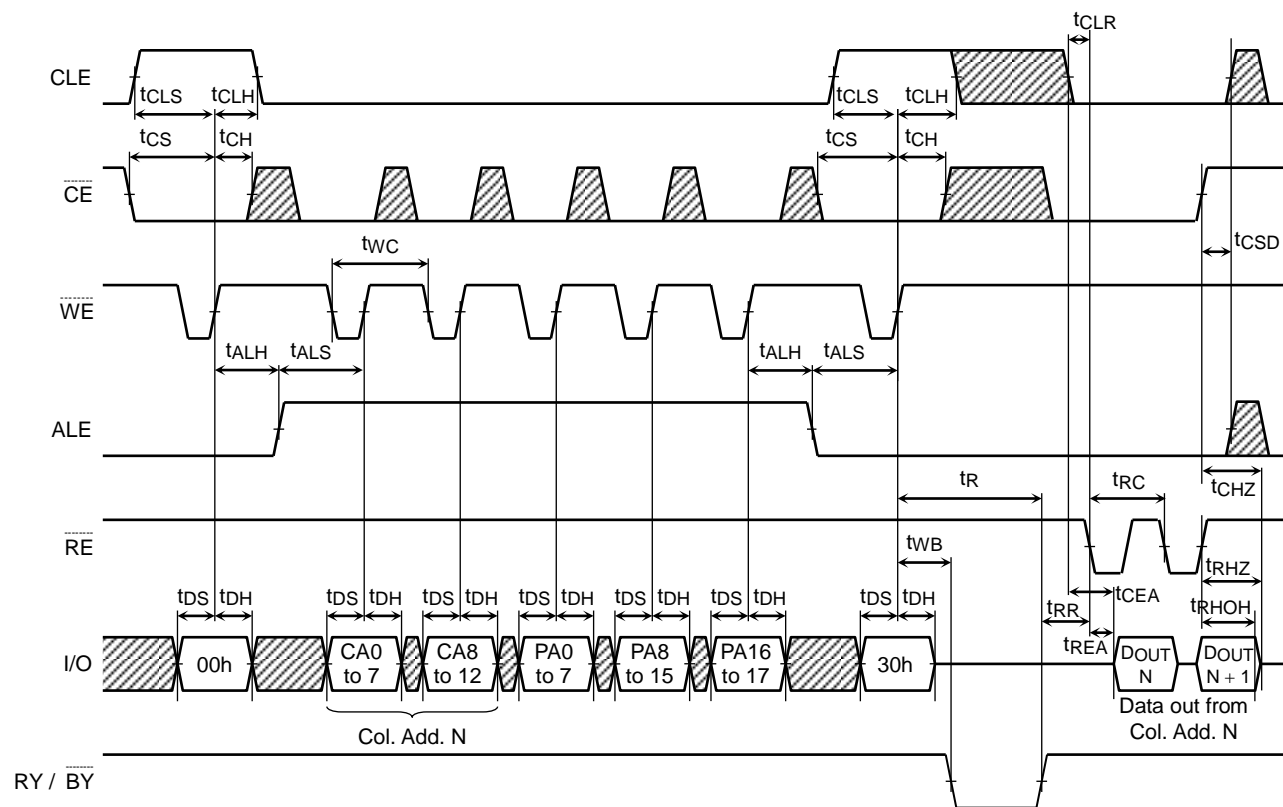 tCLR
CLE
tCLS tCLH tCLS tCLH
tCS tCH tCS tCH
CE
tCSD
tWC
WE
tALH tALS tALH tALS
ALE
tR tRC tCHZ
RE
tWB
tRHZ
tDS tDH tDS tDH tDS tDH tDS tDH tDS tDH tDS tDH tDS tDH
tCEA
tRR tRHOH
tREA
I/O 00h CA0 to 7 CA8 to 12 PA0 to 7 PA8 to 15 PA16 to 17 30h DOUT N DOUT N + 1
Data out from
Col. Add. N Col. Add. N
RY / BY